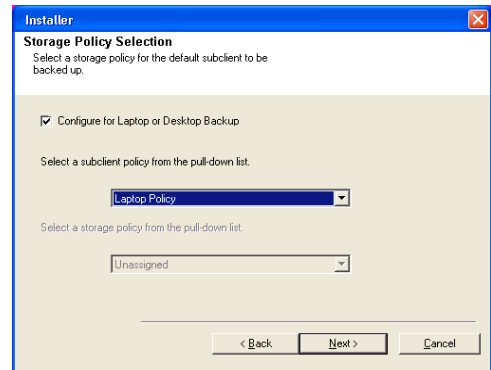 Installer
Storage Policy Selection
Select a storage policy for the default subclient to be
backed up.
Configure for Laptop or Desktop Backup
Select a subclient policy from the pull-down list.
Laptop Policy
Select a storage policy from the pull-down list.
Unassigned
< Back Next > Cancel